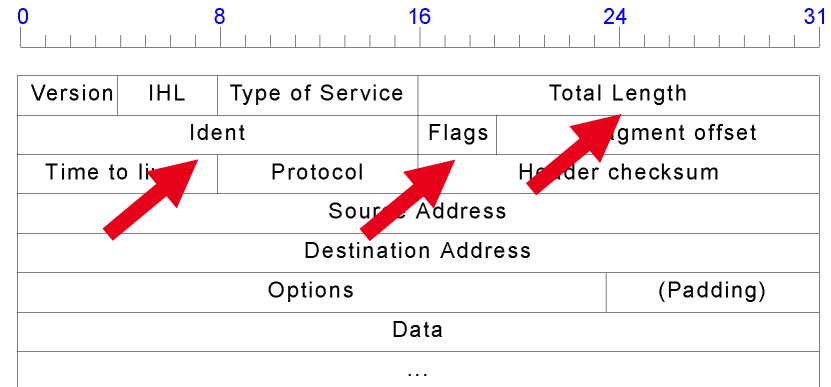 0 8 16 24 31
Version IHL Type of Service Total Length
Ident Flags offset
Time to Protocol checksum
Address
Destination Address
Options (Padding)
Data
...